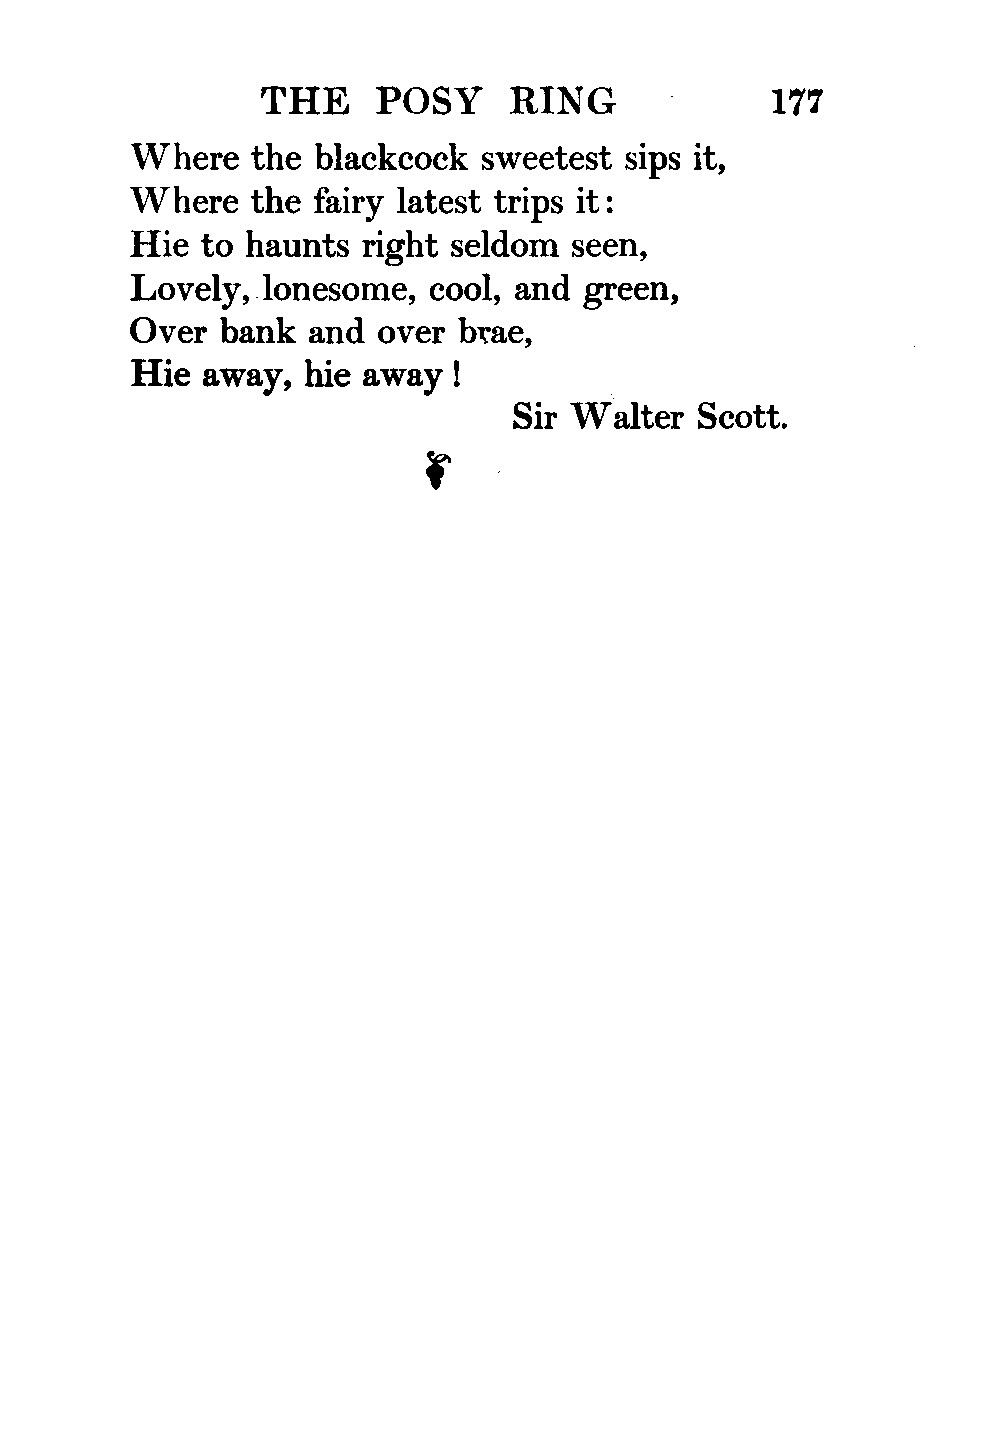 THE POSY RING 177
Where the blackcock sweetest sips it,
Where the fairy latest trips it:
Hie to haunts right seldom seen,
Lovely, lonesome, cool, and green,
Over bank and over brae,
Hie away, hie away!
Sir Walter Scott.